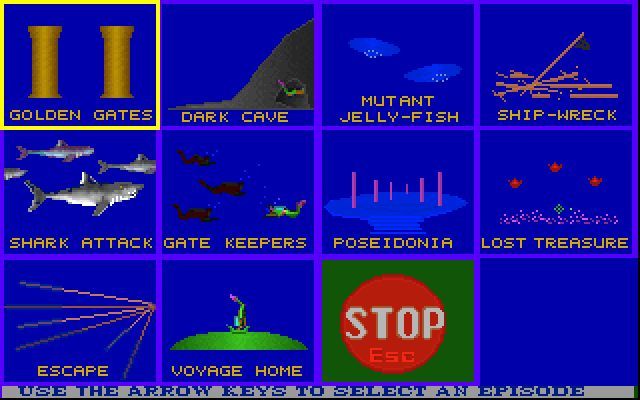 GOLDEN GATES
DARK CAVE
MUTANT
JELLY-FISH
SHIP-WRECK
SHARK ATTACK
GATE KEEPERS
POSEIDONIA
LOST TREASURE
ESCAPE
VOYAGE HOME
STOP
Esc
USE THE ARROW KEYS TO SELECT AN EPISODE